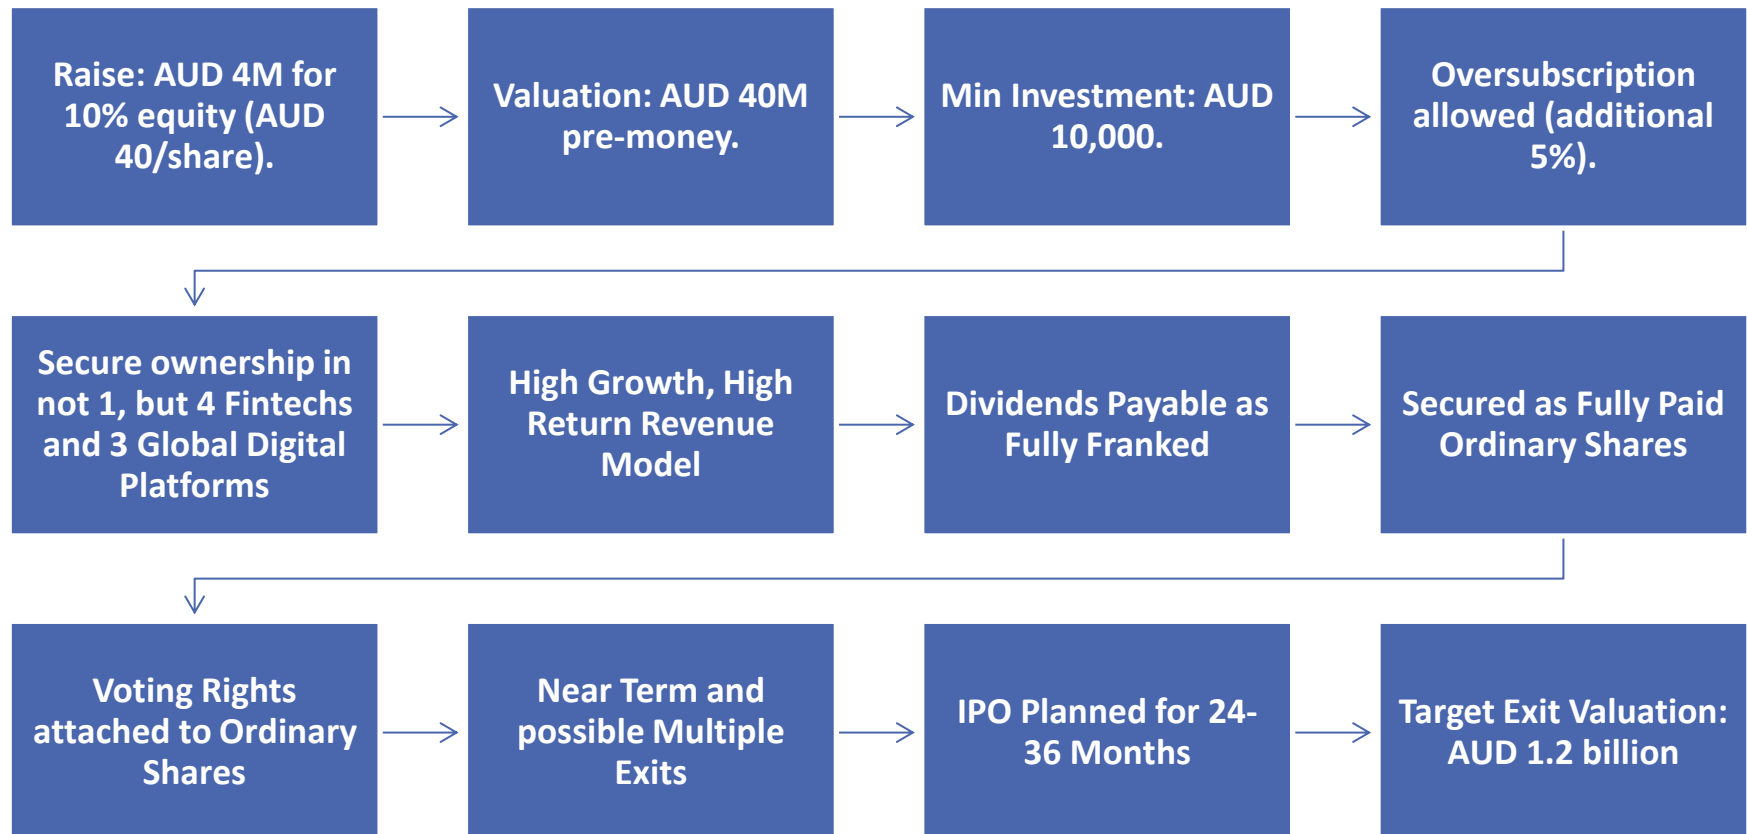 Raise: AUD 4M for
10% equity (AUD
40/share).
Valuation: AUD 40M
pre-money.
Min Investment: AUD
10,000.
Oversubscription
allowed (additional
5%).
Secure ownership in
not 1, but 4 Fintechs
and 3 Global Digital
Platforms
High Growth, High
Return Revenue
Model
Dividends Payable as
Fully Franked
Secured as Fully Paid
Ordinary Shares
Voting Rights
attached to Ordinary
Shares
Near Term and
possible Multiple
Exits
IPO Planned for 24-
36 Months
Target Exit Valuation:
AUD 1.2 billion